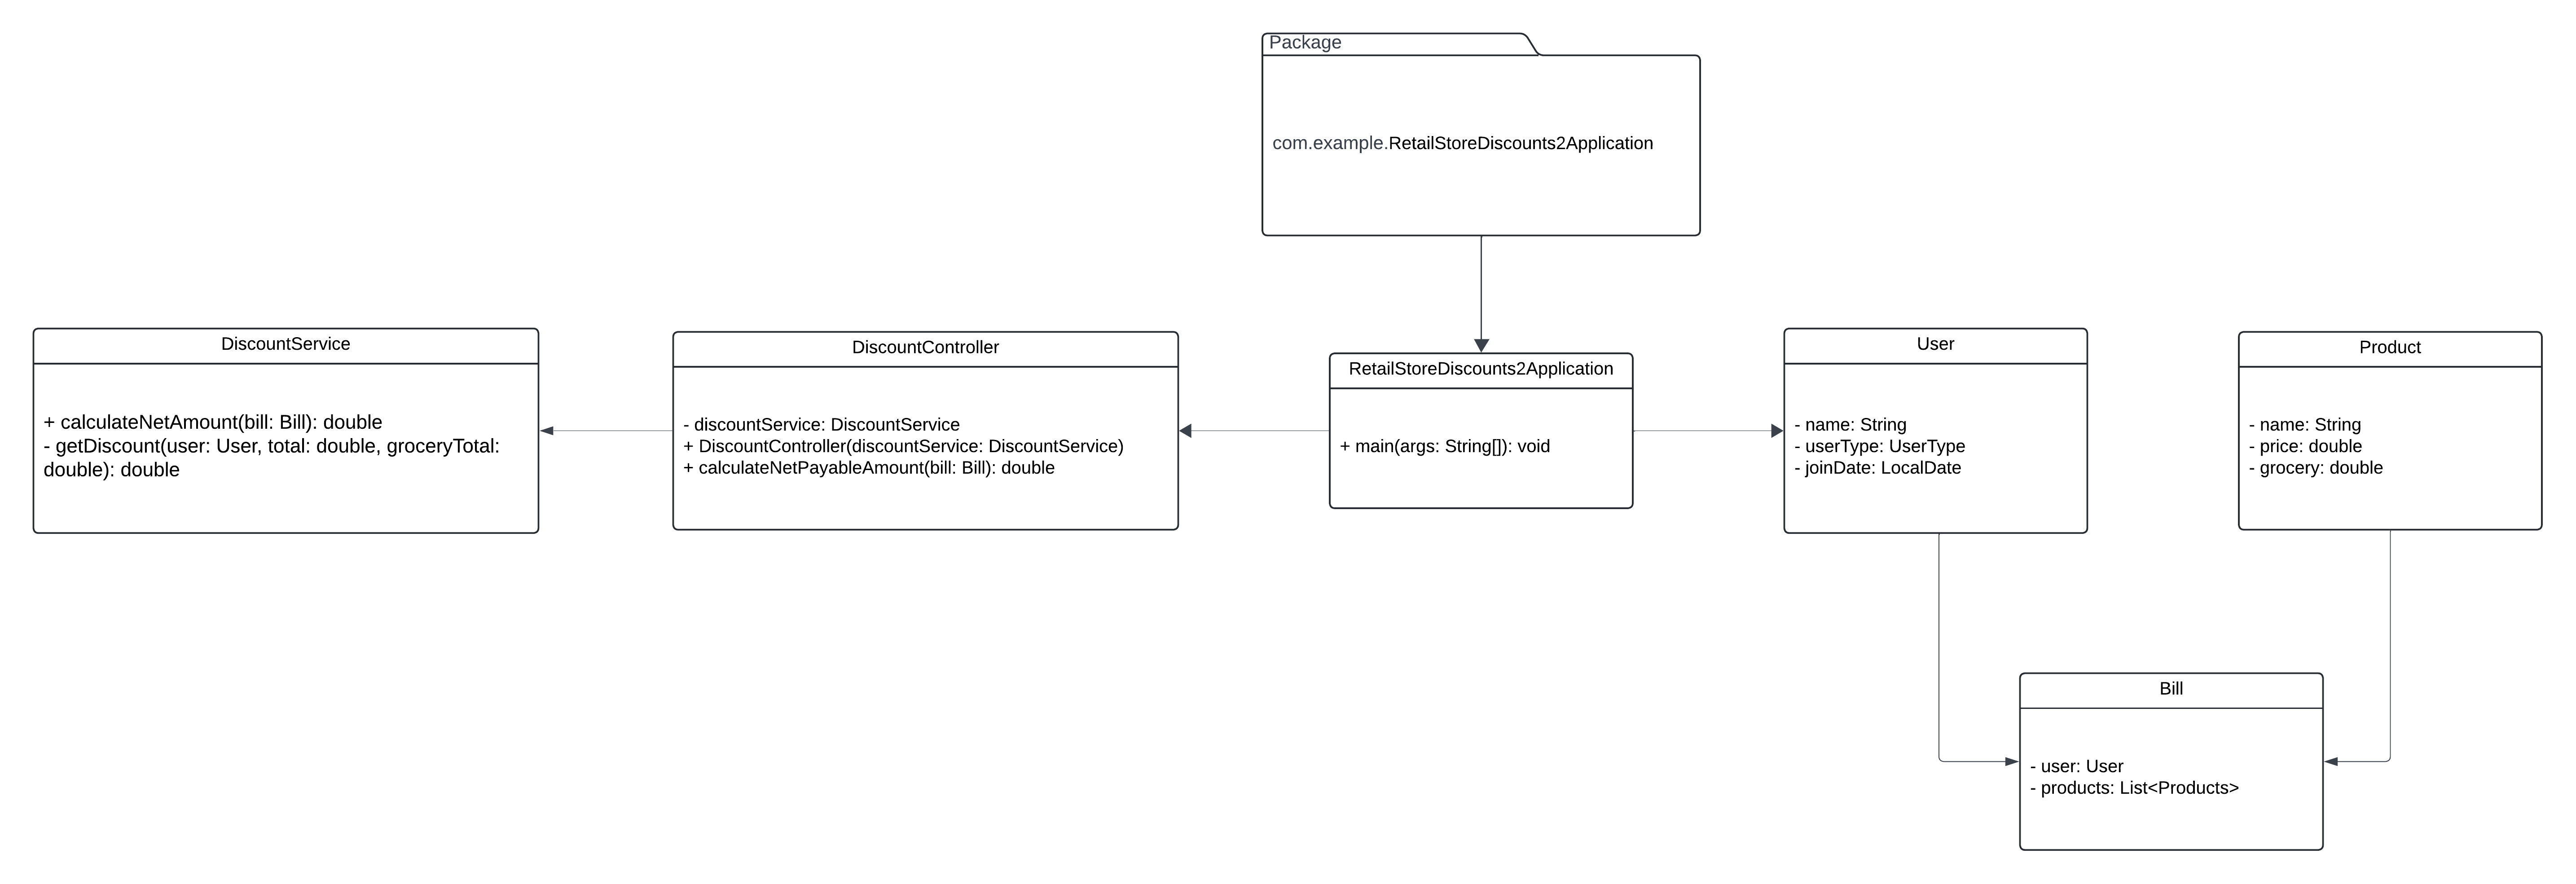 Package
com.example.RetailStoreDiscounts2Application
DiscountService
+ calculateNetAmount(bill: Bill): double
- getDiscount(user: User, total: double, groceryTotal:
double): double
DiscountController
- discountService: DiscountService
+ DiscountController(discountService: DiscountService)
+ calculateNetPayableAmount(bill: Bill): double
RetailStoreDiscounts2Application
+ main(args: String[]): void
User
- name: String
- userType: UserType
- joinDate: LocalDate
Product
- name: String
- price: double
- grocery: double
Bill
- user: User
- products: List<Products>